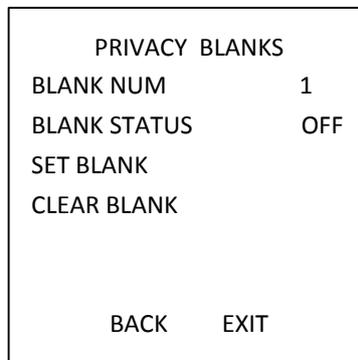 PRIVACY BLANKS
BLANK NUM 1
BLANK STATUS OFF
SET BLANK
CLEAR BLANK
BACK EXIT